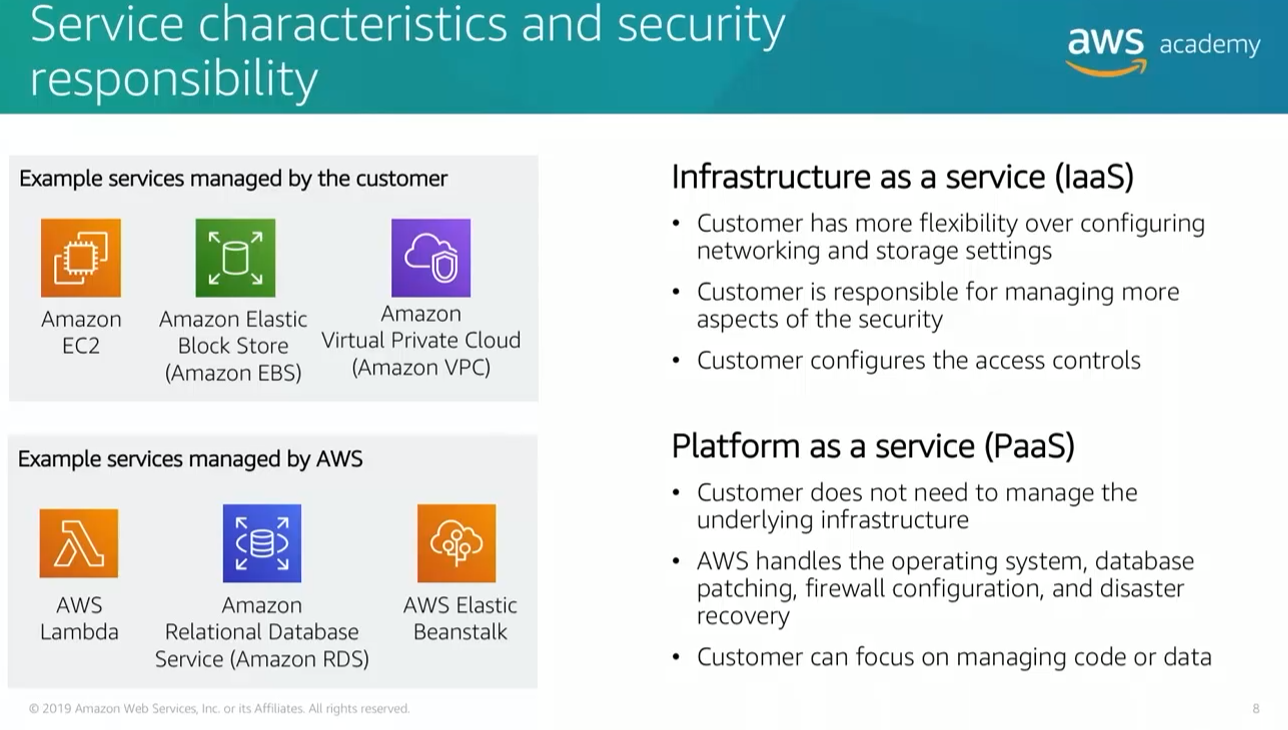 Service characteristics and security
responsibility
aws academy
Example services managed by the customer
Amazon
EC2
Amazon Elastic
Block Store
(Amazon EBS)
Amazon
Virtual Private Cloud
(Amazon VPC)
Example services managed by AWS
AWS
Lambda
Amazon
Relational Database
Service (Amazon RDS)
AWS Elastic
Beanstalk
Infrastructure as a service (IaaS)
• Customer has more flexibility over configuring
networking and storage settings
• Customer is responsible for managing more
aspects of the security
• Customer configures the access controls
Platform as a service (PaaS)
• Customer does not need to manage the
underlying infrastructure
• AWS handles the operating system, database
patching, firewall configuration, and disaster
recovery
• Customer can focus on managing code or data
© 2019 Amazon Web Services, Inc. or its Affiliates. All rights reserved.
8